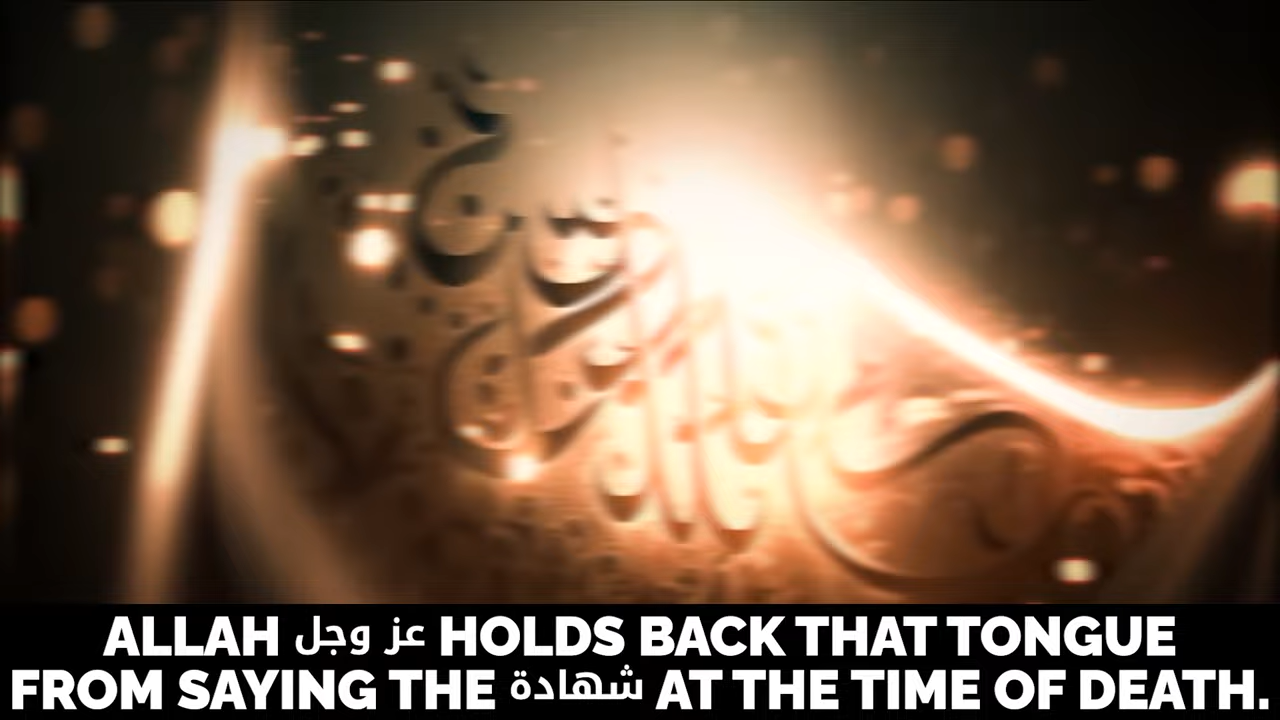 ALLAH عز وجل HOLDS BACK THAT TONGUE
FROM SAYING THE شهادة AT THE TIME OF DEATH.